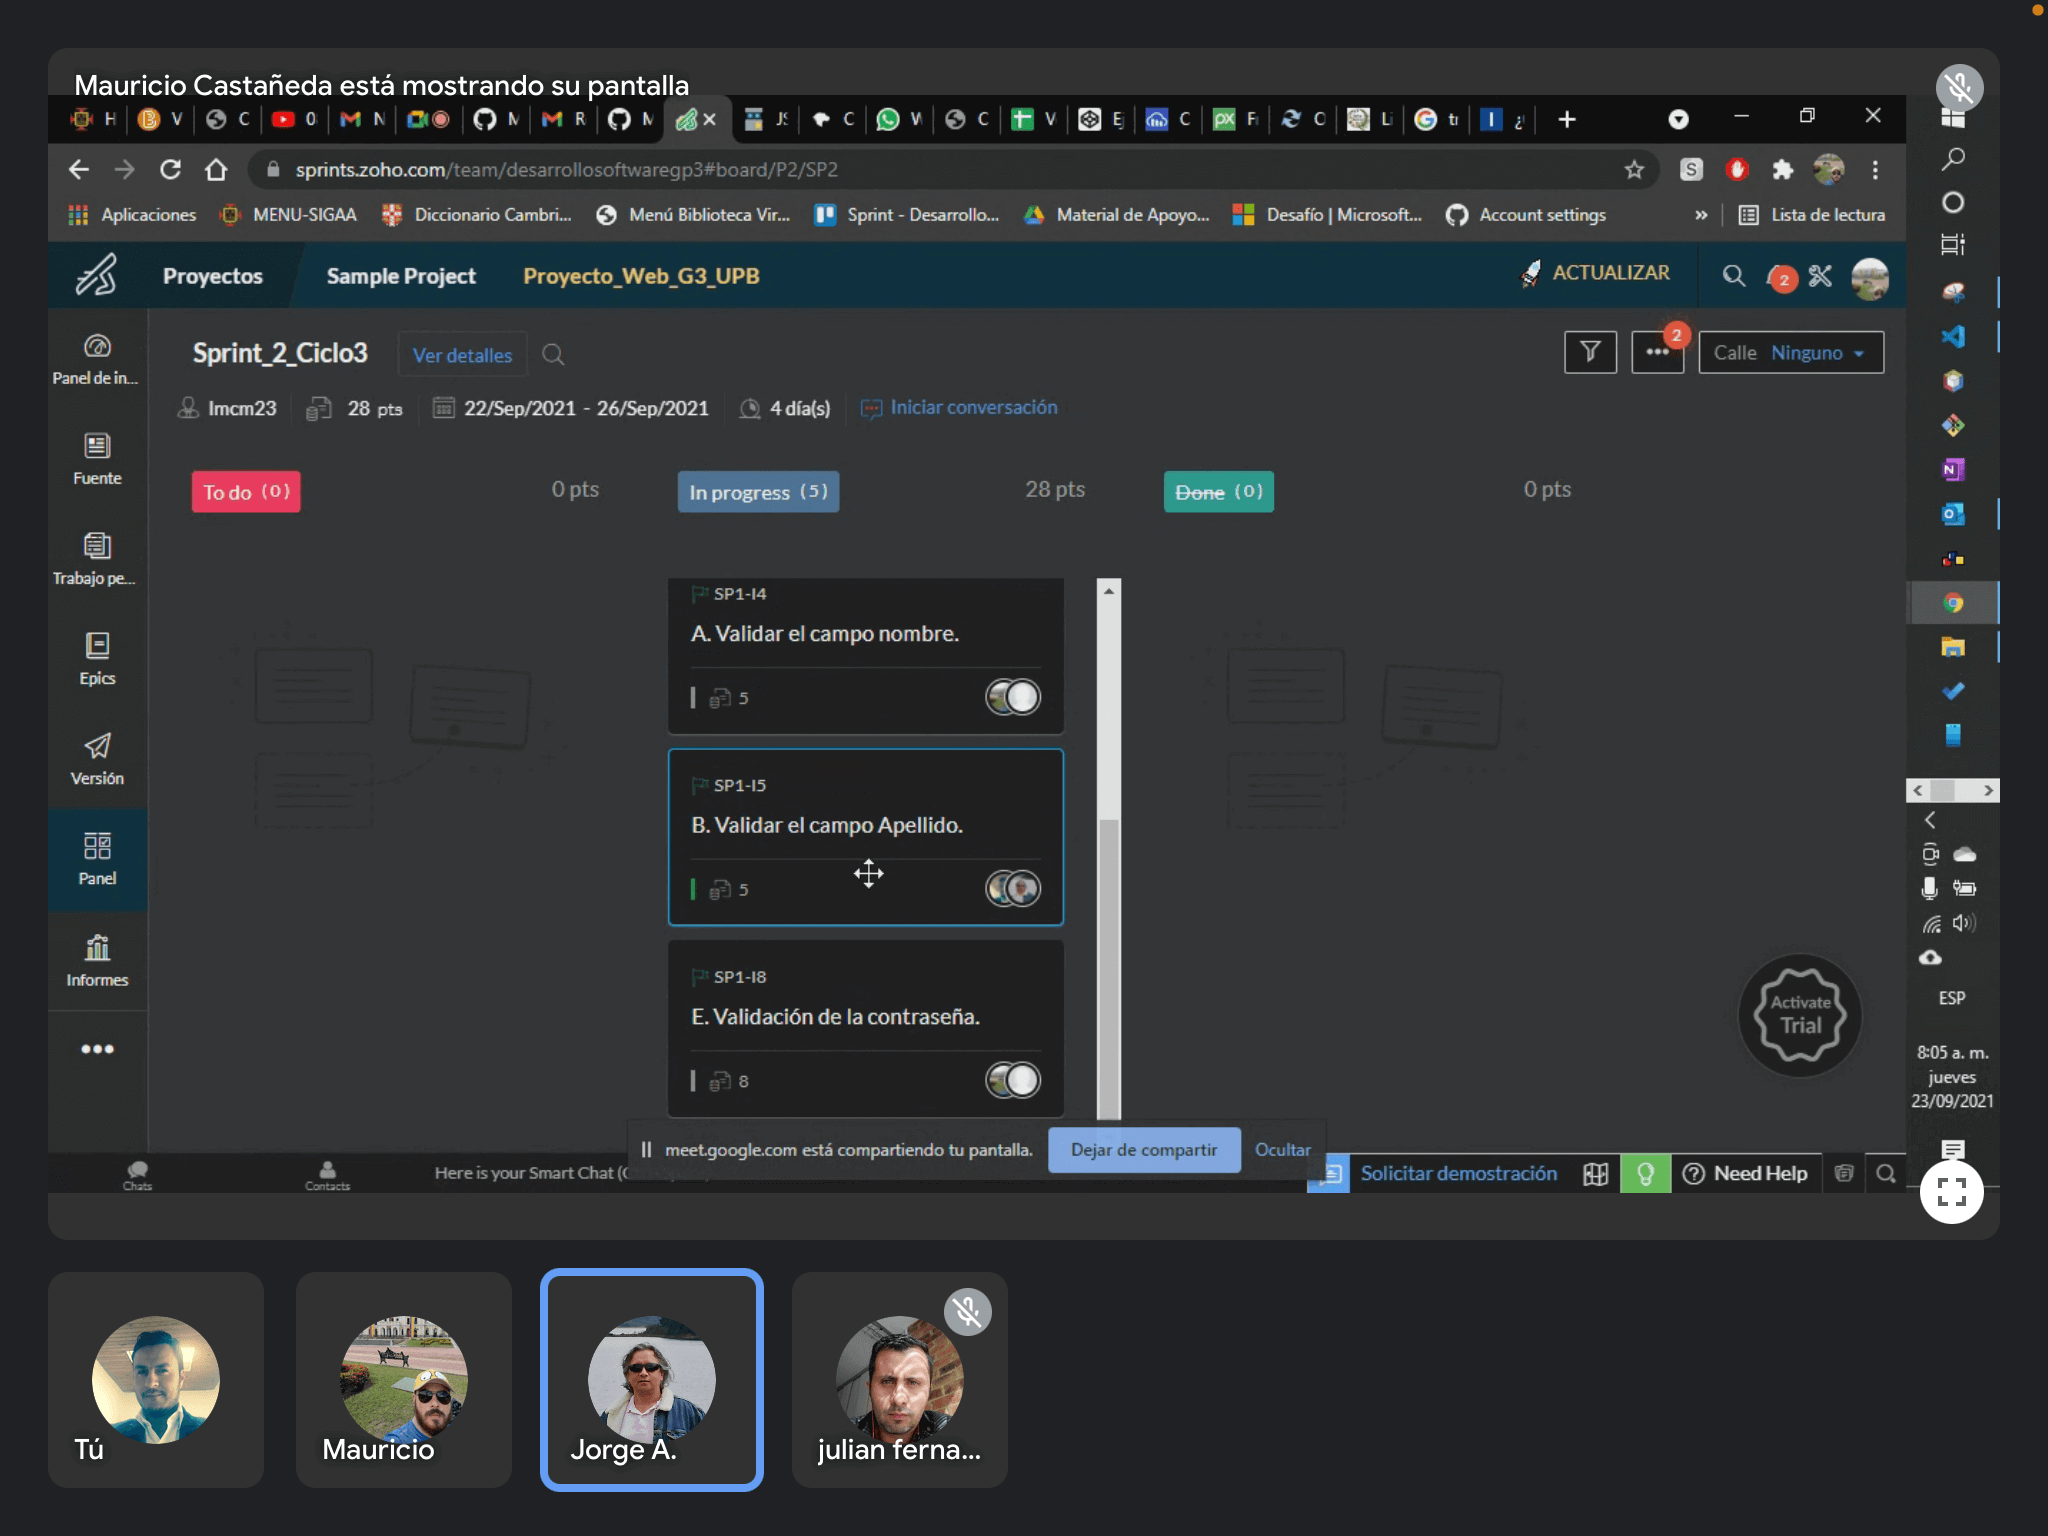 Mauricio Castañeda está mostrando su pantalla
H V C 0 N M R M JS C V C V Ej C Fi O Li tr ¿
sprints.zoho.com/team/desarrollosoftwaregp3#board/P2/SP2
Aplicaciones MENU-SIGAA Diccionario Cambri... Menú Biblioteca Vir... Sprint - Desarrollo... Material de Apoyo... Desafío | Microsoft... Account settings » Lista de lectura
Proyectos Sample Project Proyecto_Web_G3_UPB ACTUALIZAR 2
Panel de in...
Fuente
Trabajo pe...
Epics
Versión
Panel
Informes
Sprint_2_Ciclo3 Ver detalles 2 Calle Ninguno
lmcm23 28 pts 22/Sep/2021 - 26/Sep/2021 4 día(s) Iniciar conversación
To do (0) 0 pts In progress (5) 28 pts Done (0) 0 pts
SP1-I4
A. Validar el campo nombre.
5
SP1-I5
B. Validar el campo Apellido.
5
SP1-I8
E. Validación de la contraseña.
8
Activate
Trial
ESP
8:05 a. m.
jueves
23/09/2021
meet.google.com está compartiendo tu pantalla. Dejar de compartir Ocultar
Chats Contacts Here is your Smart Chat (C Solicitar demostración Need Help
Tú
Mauricio
Jorge A.
julian ferna...